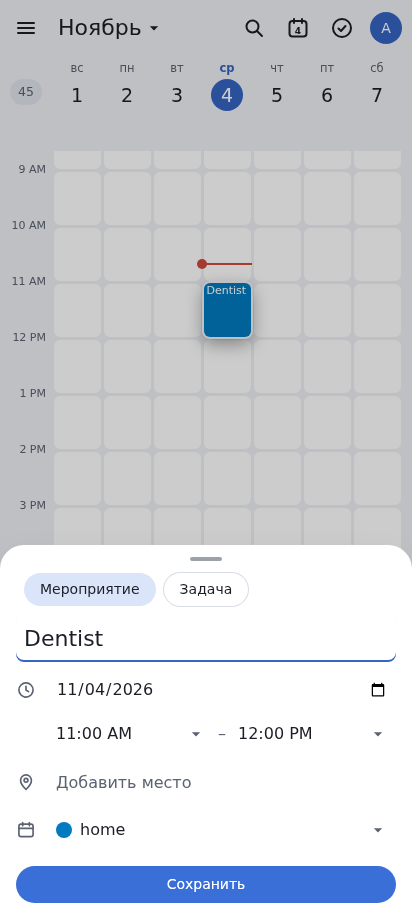 Ноябрь
4
A
вс пн вт ср чт пт сб
45 1 2 3 4 5 6 7
9 AM
10 AM
11 AM
Dentist
12 PM
1 PM
2 PM
3 PM
Мероприятие Задача
Dentist
11/04/2026
11:00 AM – 12:00 PM
Добавить место
home
Сохранить